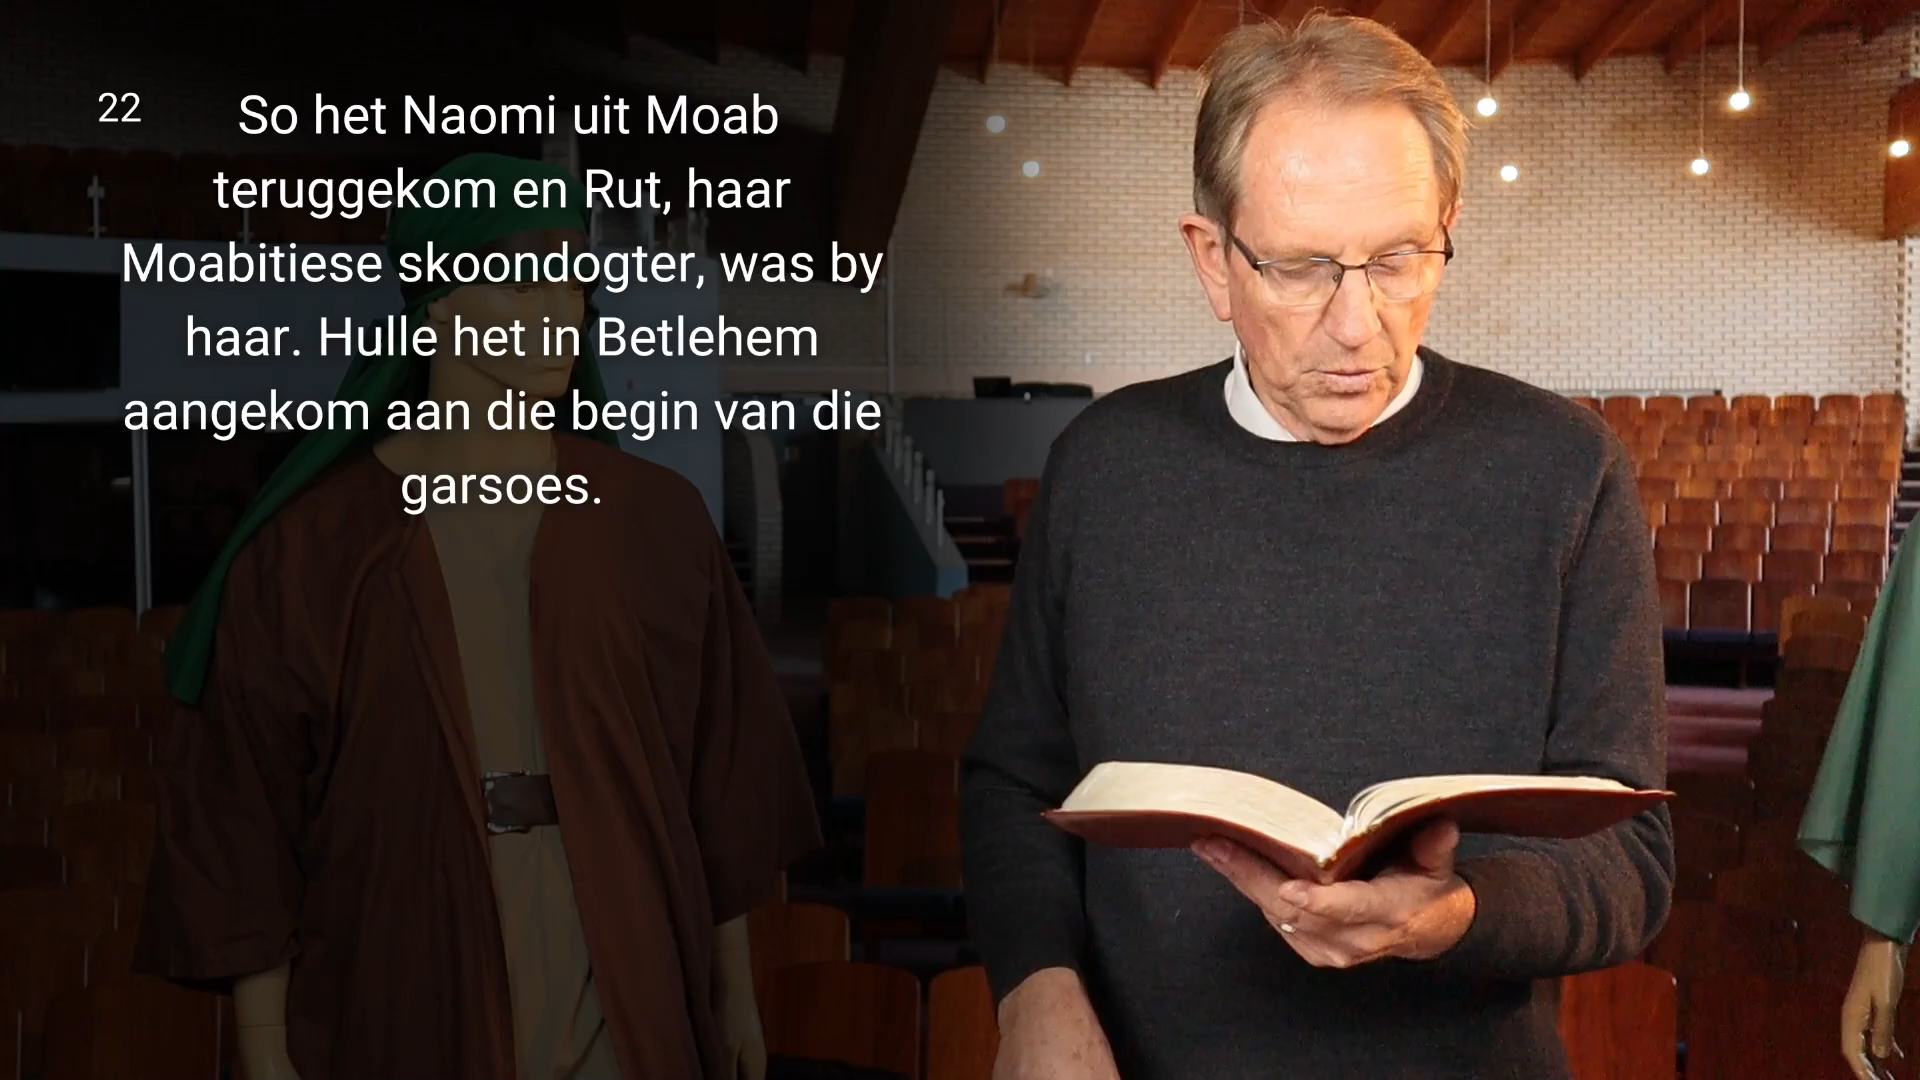 22 So het Naomi uit Moab
teruggekom en Rut, haar
Moabitiese skoondogter, was by
haar. Hulle het in Betlehem
aangekom aan die begin van die
garsoes.